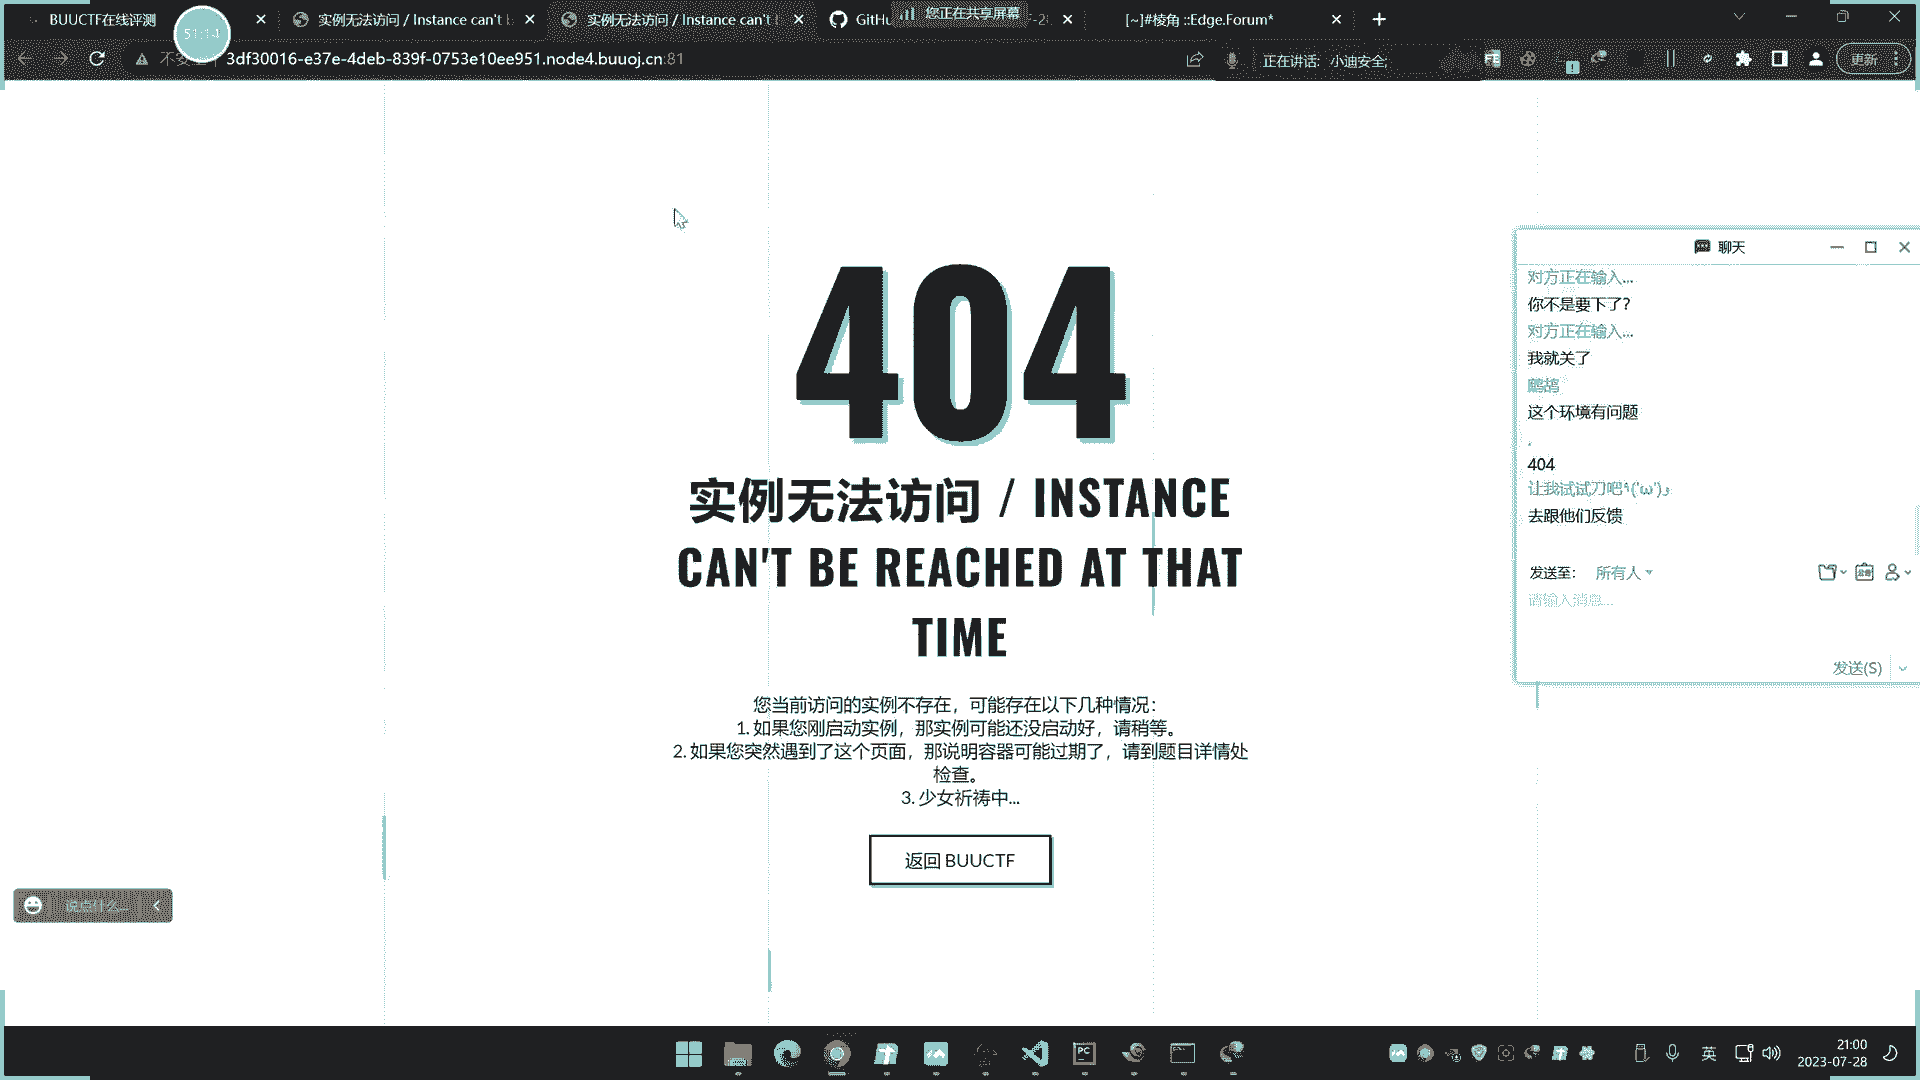 BUUCTF在线评测
实例无法访问 / Instance can't b
实例无法访问 / Instance can't b
GitHu
您正在共享屏幕
[~]#棱角 ::Edge.Forum*
51:14
3df30016-e37e-4deb-839f-0753e10ee951.node4.buuoj.cn:81
正在讲话: 小迪安全;
更新
404
实例无法访问 / INSTANCE
CAN'T BE REACHED AT THAT
TIME
您当前访问的实例不存在，可能存在以下几种情况：
1. 如果您刚启动实例，那实例可能还没启动好，请稍等。
2. 如果您突然遇到了这个页面，那说明容器可能过期了，请到题目详情处
检查。
3. 少女祈祷中...
返回 BUUCTF
聊天
对方正在输入...
你不是要下了?
对方正在输入...
我就关了
鹧鸪
这个环境有问题
.
404
让我试试刀吧٩('ω')و
去跟他们反馈
发送至: 所有人
请输入消息...
发送(S)
说点什么...
英
21:00
2023-07-28